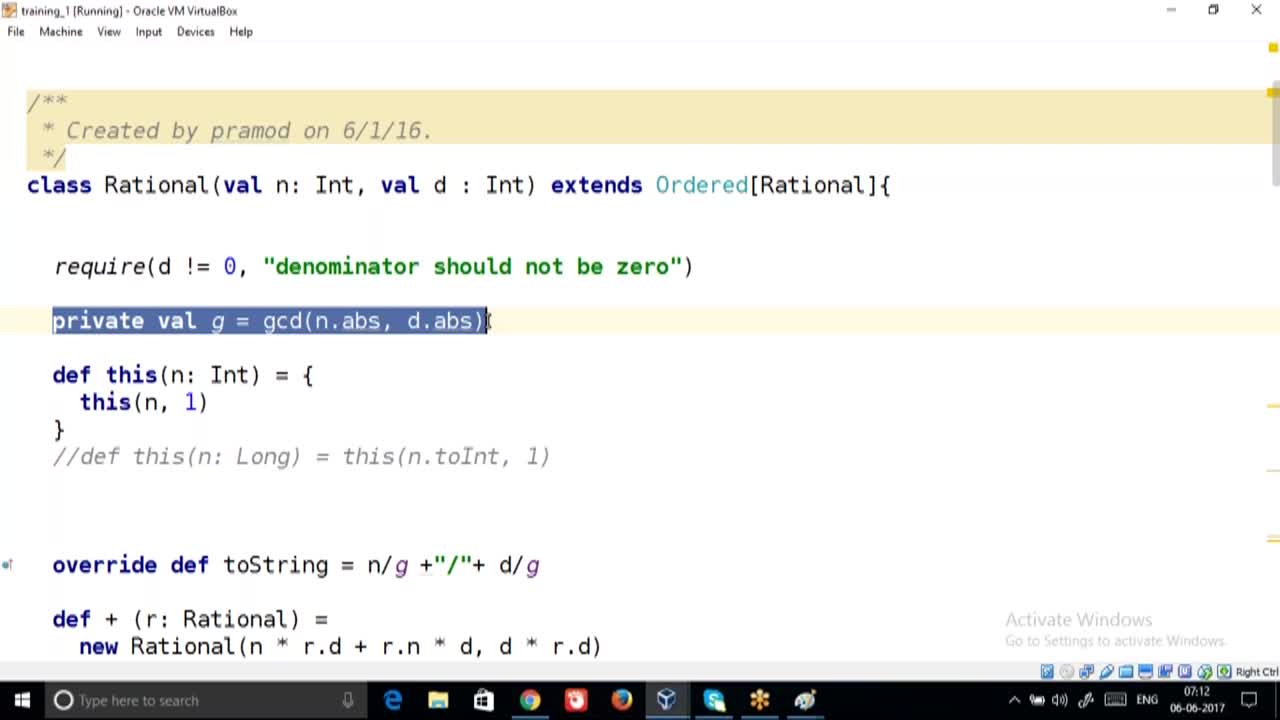 training_1 [Running] - Oracle VM VirtualBox
File Machine View Input Devices Help
/**
* Created by pramod on 6/1/16.
*/
class Rational(val n: Int, val d : Int) extends Ordered[Rational]{
require(d != 0, "denominator should not be zero")
private val g = gcd(n.abs, d.abs)
def this(n: Int) = {
this(n, 1)
}
//def this(n: Long) = this(n.toInt, 1)
override def toString = n/g +"/"+ d/g
def + (r: Rational) =
new Rational(n * r.d + r.n * d, d * r.d)
Activate Windows
Go to Settings to activate Windows.
Right Ctrl
Type here to search
ENG
07:12
06-06-2017